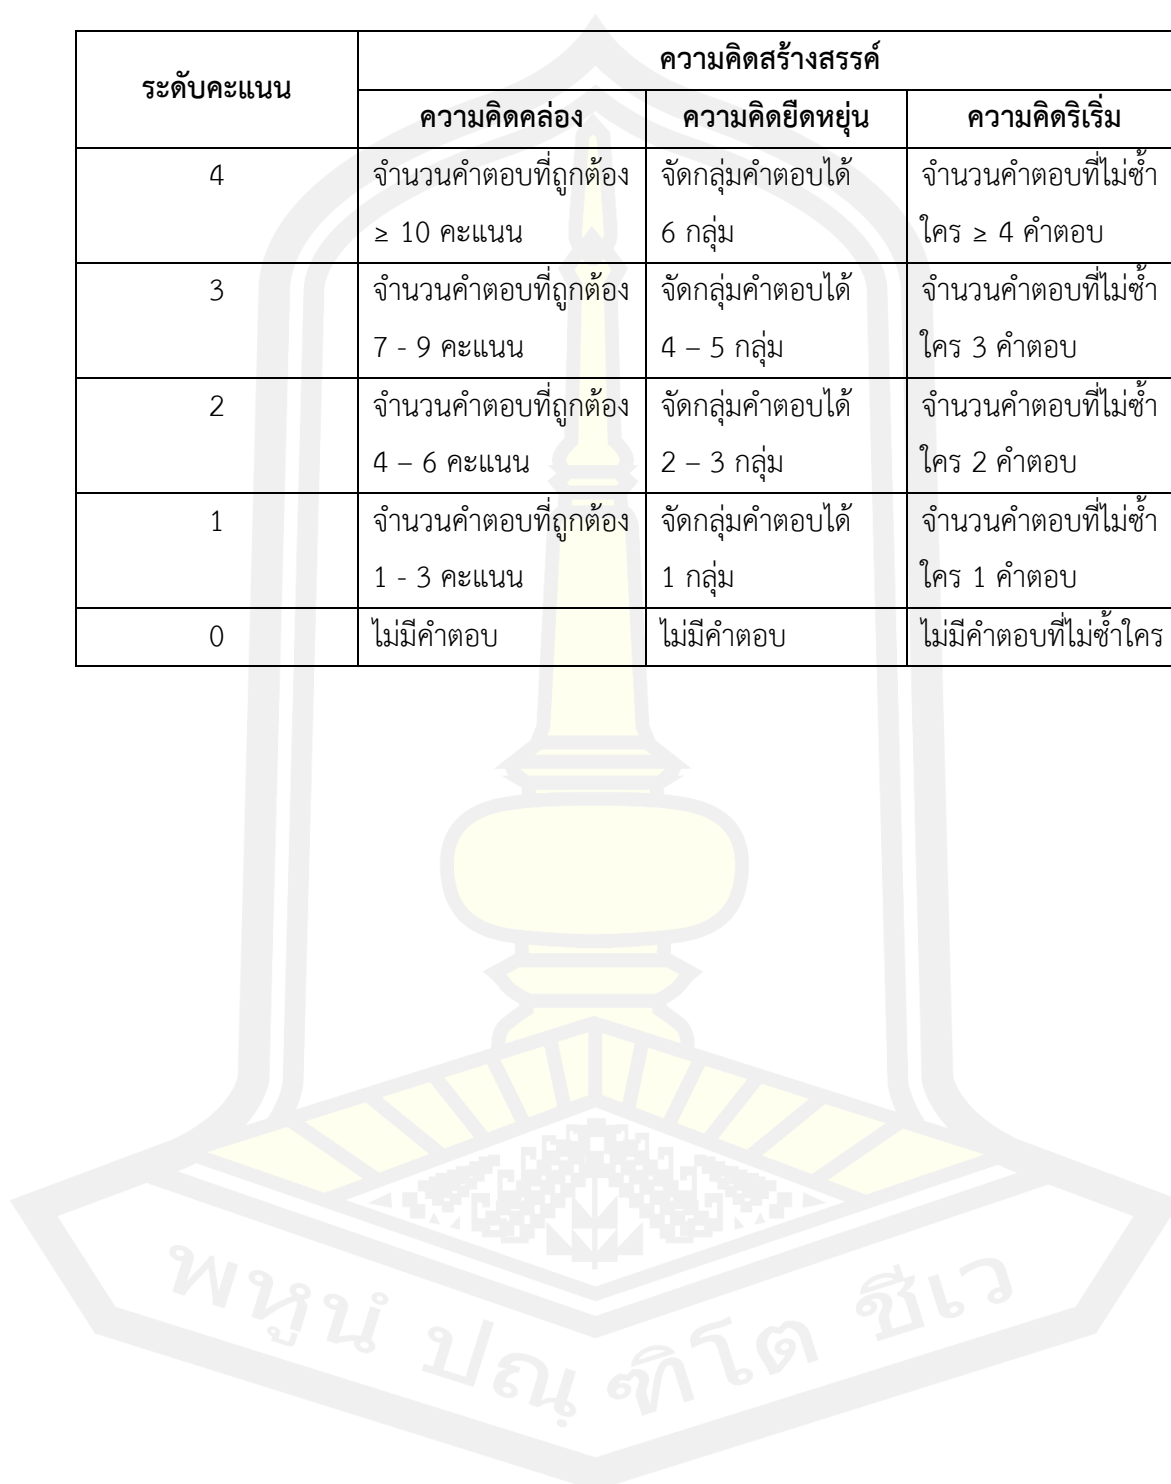 ระดับคะแนน
ความคิดสร้างสรรค์
ความคิดคล่อง ความคิดยืดหยุ่น ความคิดริเริ่ม
4 จำนวนคำตอบที่ถูกต้อง จัดกลุ่มคำตอบได้ จำนวนคำตอบที่ไม่ซ้ำ
≥ 10 คะแนน 6 กลุ่ม ใคร ≥ 4 คำตอบ
3 จำนวนคำตอบที่ถูกต้อง จัดกลุ่มคำตอบได้ จำนวนคำตอบที่ไม่ซ้ำ
7 - 9 คะแนน 4 – 5 กลุ่ม ใคร 3 คำตอบ
2 จำนวนคำตอบที่ถูกต้อง จัดกลุ่มคำตอบได้ จำนวนคำตอบที่ไม่ซ้ำ
4 – 6 คะแนน 2 – 3 กลุ่ม ใคร 2 คำตอบ
1 จำนวนคำตอบที่ถูกต้อง จัดกลุ่มคำตอบได้ จำนวนคำตอบที่ไม่ซ้ำ
1 - 3 คะแนน 1 กลุ่ม ใคร 1 คำตอบ
0 ไม่มีคำตอบ ไม่มีคำตอบ ไม่มีคำตอบที่ไม่ซ้ำใคร
พหูนํ ปณฺฑิโต ชีเว